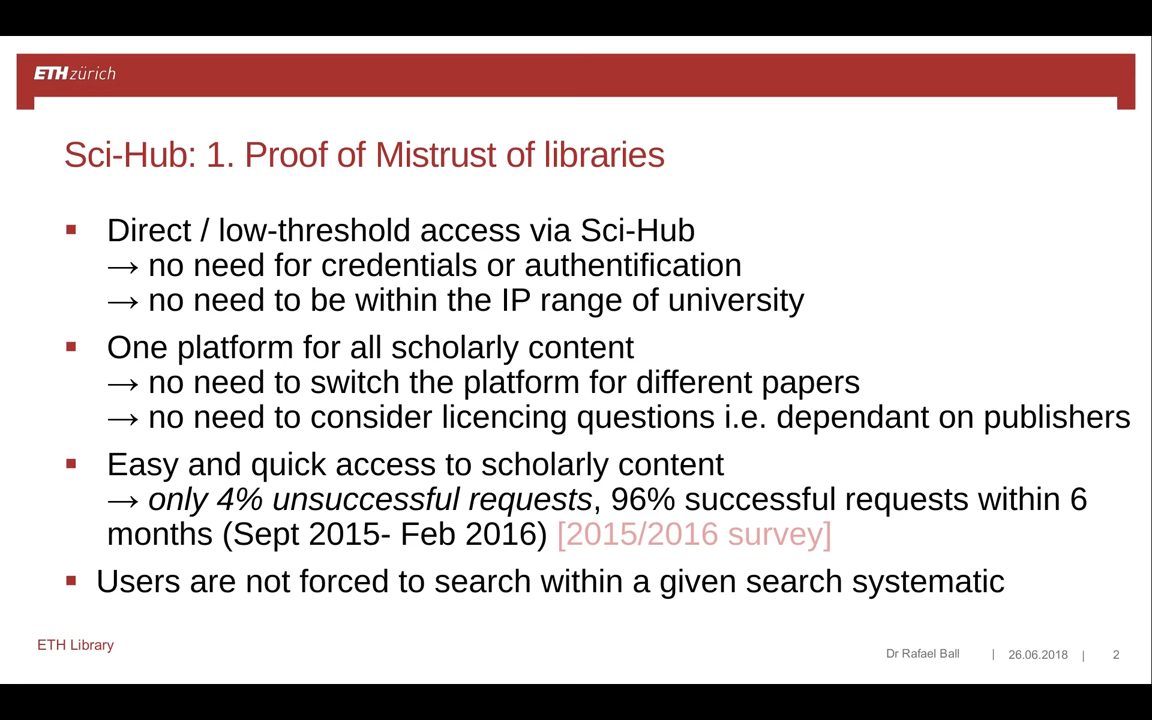 ETH zürich
Sci-Hub: 1. Proof of Mistrust of libraries
▪ Direct / low-threshold access via Sci-Hub
→ no need for credentials or authentification
→ no need to be within the IP range of university
▪ One platform for all scholarly content
→ no need to switch the platform for different papers
→ no need to consider licencing questions i.e. dependant on publishers
▪ Easy and quick access to scholarly content
→ only 4% unsuccessful requests, 96% successful requests within 6
months (Sept 2015- Feb 2016) [2015/2016 survey]
▪ Users are not forced to search within a given search systematic
ETH Library
Dr Rafael Ball | 26.06.2018 | 2